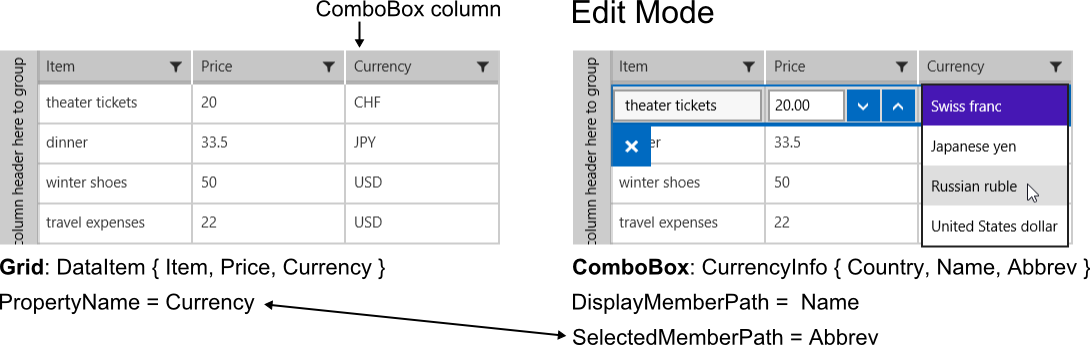 ComboBox column
Edit Mode
column header here to group
Item Price Currency
theater tickets 20 CHF
dinner 33.5 JPY
winter shoes 50 USD
travel expenses 22 USD
column header here to group
Item Price Currency
theater tickets 20.00 Swiss franc
er 33.5 Japanese yen
winter shoes 50 Russian ruble
travel expenses 22 United States dollar
Grid: DataItem { Item, Price, Currency }
PropertyName = Currency
ComboBox: CurrencyInfo { Country, Name, Abbrev }
DisplayMemberPath = Name
SelectedMemberPath = Abbrev